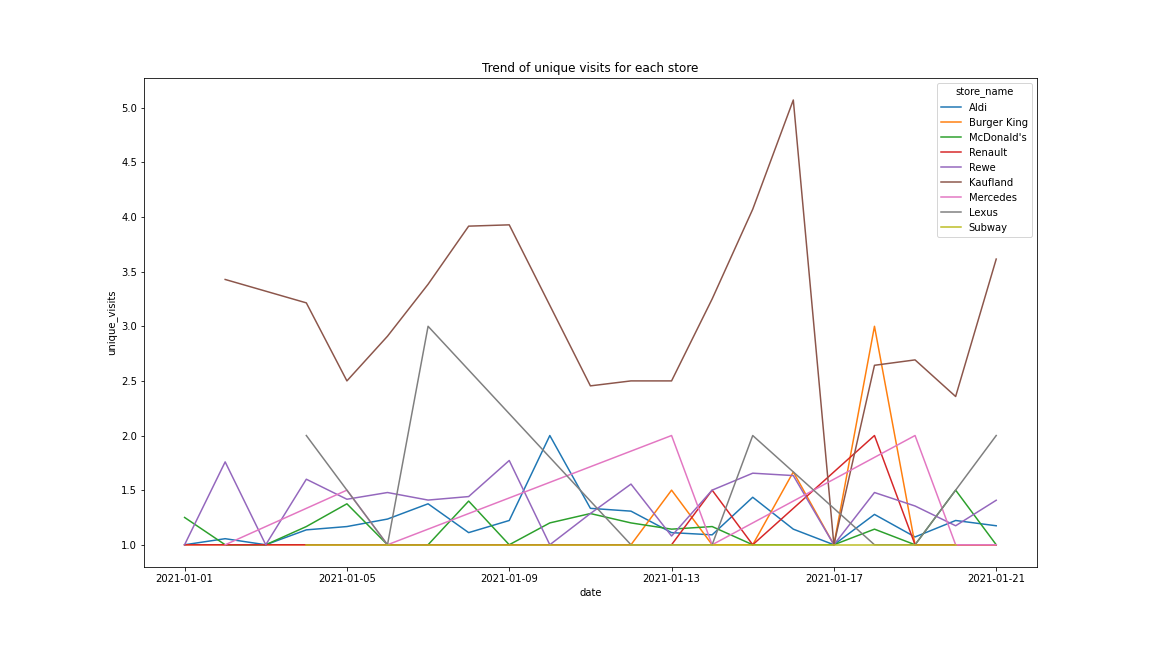 Trend of unique visits for each store
store_name
Aldi
Burger King
McDonald's
Renault
Rewe
Kaufland
Mercedes
Lexus
Subway
unique_visits
5.0
4.5
4.0
3.5
3.0
2.5
2.0
1.5
1.0
2021-01-01 2021-01-05 2021-01-09 2021-01-13 2021-01-17 2021-01-21
date